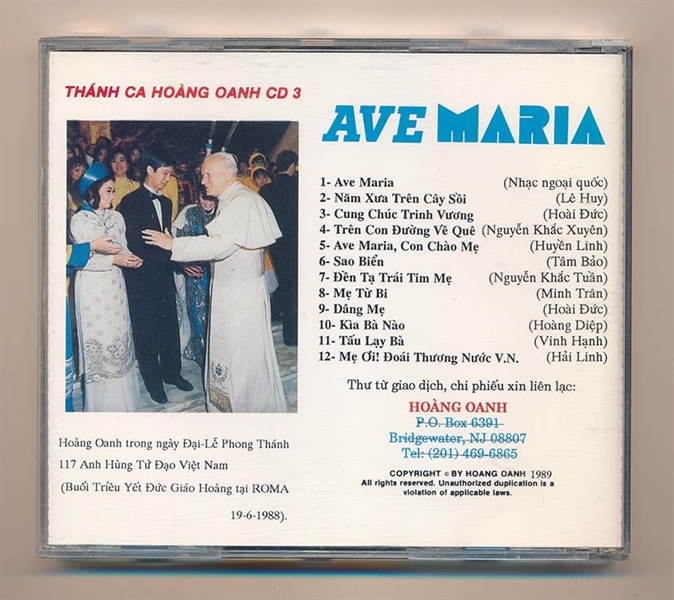 THÁNH CA HOÀNG OANH CD 3
AVE MARIA
1- Ave Maria (Nhạc ngoại quốc)
2- Năm Xưa Trên Cây Sồi (Lê Huy)
3- Cung Chúc Trinh Vương (Hoài Đức)
4- Trên Con Đường Về Quê (Nguyễn Khắc Xuyên)
5- Ave Maria, Con Chào Mẹ (Huyền Linh)
6- Sao Biển (Tâm Bảo)
7- Đền Tạ Trái Tim Mẹ (Nguyễn Khắc Tuần)
8- Mẹ Từ Bi (Minh Trân)
9- Dâng Mẹ (Hoài Đức)
10- Kìa Bà Nào (Hoàng Diệp)
11- Tấu Lạy Bà (Vinh Hạnh)
12- Mẹ Ơi! Đoái Thương Nước V.N. (Hải Linh)
Thư từ giao dịch, chi phiếu xin liên lạc:
HOÀNG OANH
P.O. Box 6391
Bridgewater, NJ 08807
Tel: (201) 469-6865
COPYRIGHT © BY HOANG OANH 1989
All rights reserved. Unauthorized duplication is a
violation of applicable laws.
Hoàng Oanh trong ngày Đại-Lễ Phong Thánh
117 Anh Hùng Tử Đạo Việt Nam
(Buổi Triều Yết Đức Giáo Hoàng tại ROMA
19-6-1988).